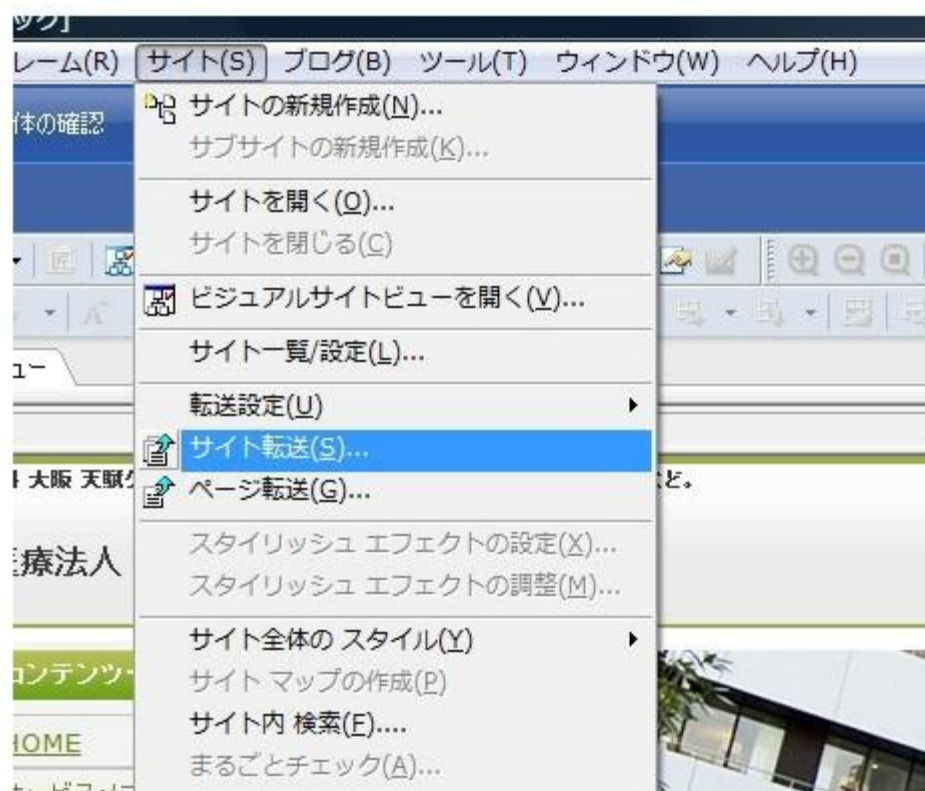 ック]
レーム(R) サイト(S) ブログ(B) ツール(T) ウィンドウ(W) ヘルプ(H)
体の確認
サイトの新規作成(N)...
サブサイトの新規作成(K)...
サイトを開く(O)...
サイトを閉じる(C)
ビジュアルサイトビューを開く(V)...
サイト一覧/設定(L)...
ュー
転送設定(U)
サイト転送(S)...
大阪 天賦 ど。
ページ転送(G)...
スタイリッシュ エフェクトの設定(X)...
療法人
スタイリッシュ エフェクトの調整(M)...
サイト全体の スタイル(Y)
コンテンツ
サイト マップの作成(P)
サイト内 検索(F)....
HOME
まるごとチェック(A)...